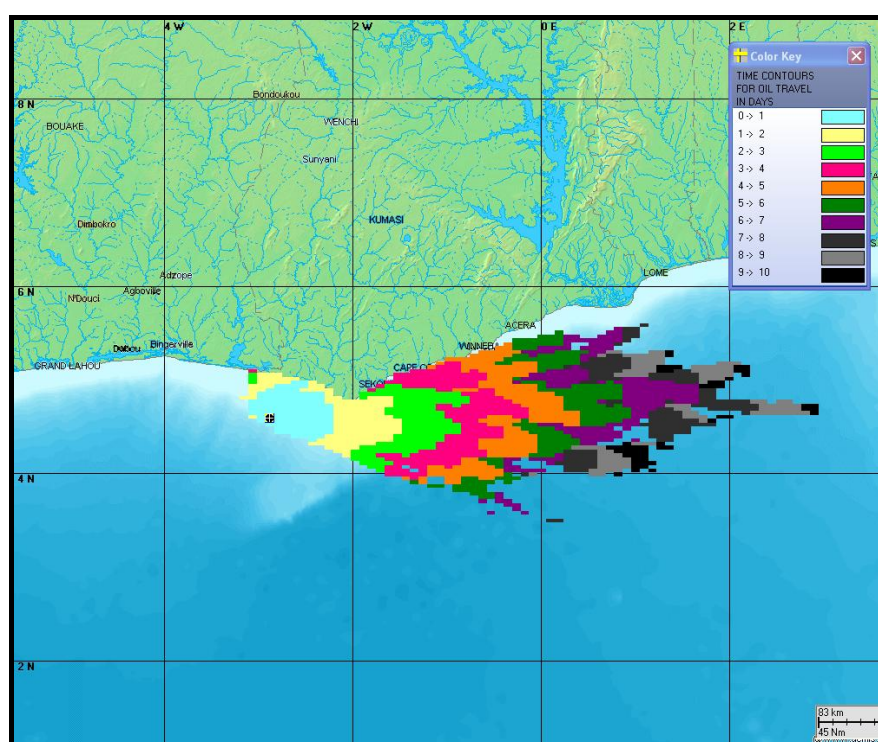 4 W
2 W
0 E
2 E
Color Key
TIME CONTOURS
FOR OIL TRAVEL
IN DAYS
0 -> 1
1 -> 2
2 -> 3
3 -> 4
4 -> 5
5 -> 6
6 -> 7
7 -> 8
8 -> 9
9 -> 10
8 N
Bondoukou
BOUAKE
WENCHI
Sunyani
Dimbokro
KUMASI
Adzope
LOME
6 N
Agboville
N'Douci
ACERA
Dabou
Bingerville
WINNEBA
GRAND LAHOU
CAPE CO
SEKO
4 N
2 N
83 km
45 Nm